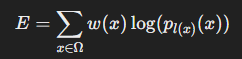 E = ∑_{x∈Ω} w(x) log(p_{l(x)}(x))